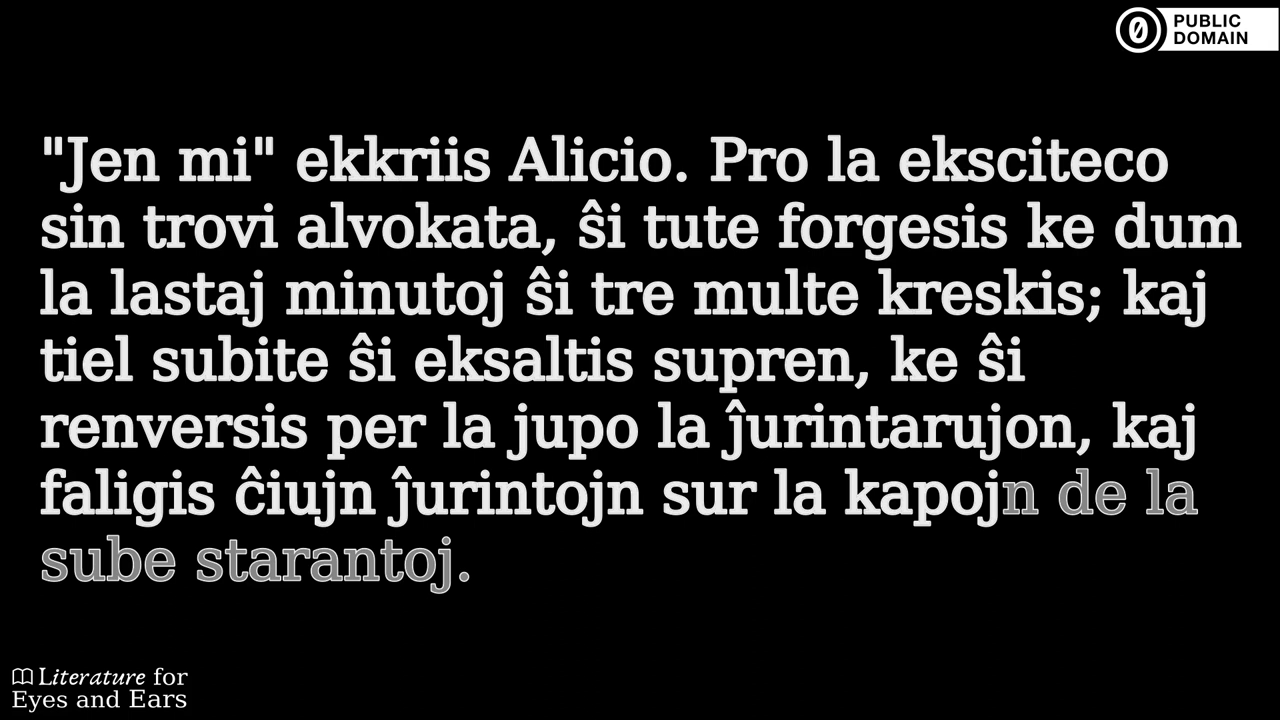 PUBLIC
DOMAIN
"Jen mi" ekkriis Alicio. Pro la eksciteco
sin trovi alvokata, ŝi tute forgesis ke dum
la lastaj minutoj ŝi tre multe kreskis; kaj
tiel subite ŝi eksaltis supren, ke ŝi
renversis per la jupo la ĵurintarujon, kaj
faligis ĉiujn ĵurintojn sur la kapojn de la
sube starantoj.
Literature for
Eyes and Ears